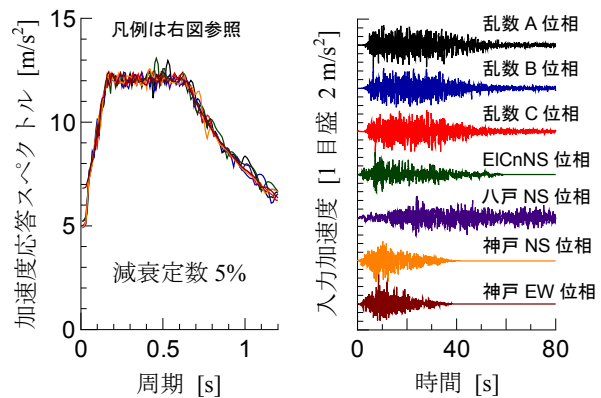 加速度応答スペクトル [m/s²]
15
10
5
0
凡例は右図参照
減衰定数 5%
0
0.5
1
周期 [s]
入力加速度 [1 目盛 2 m/s²]
乱数 A 位相
乱数 B 位相
乱数 C 位相
ElCnNS 位相
八戸 NS 位相
神戸 NS 位相
神戸 EW 位相
0
40
80
時間 [s]